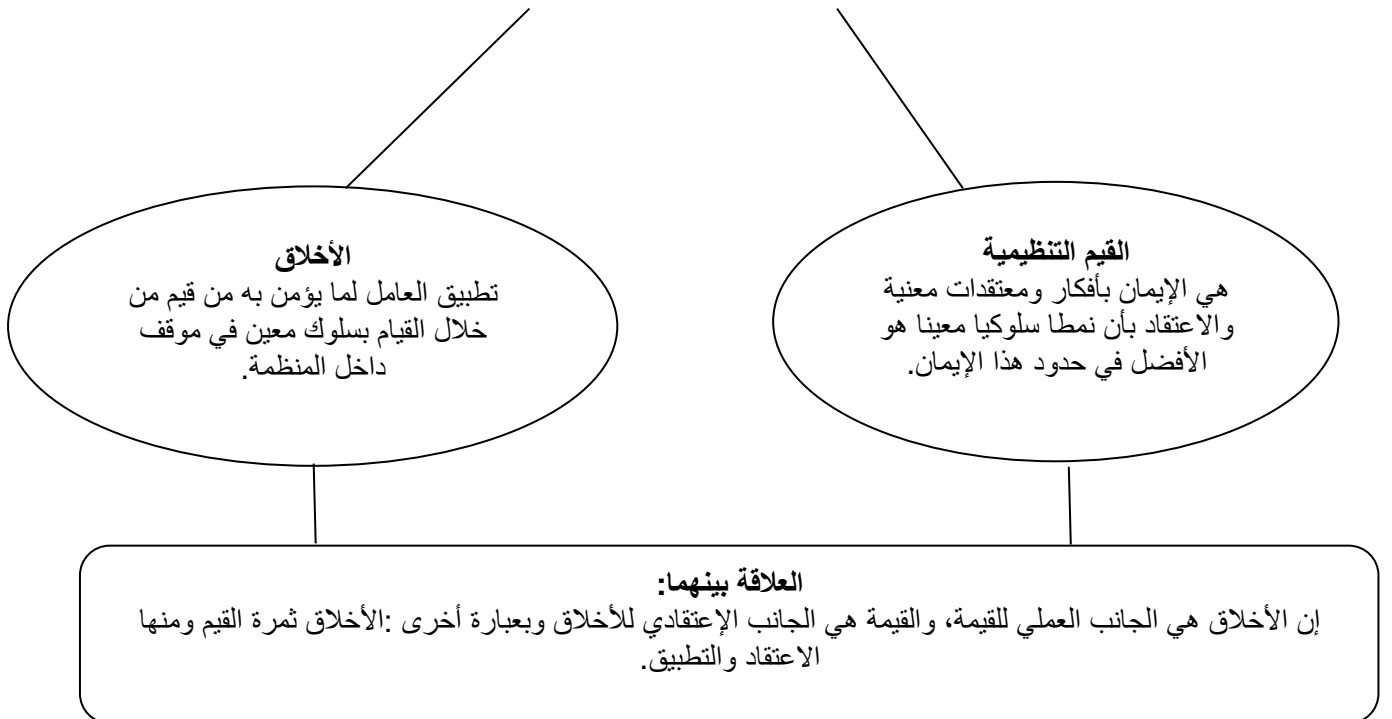 القيم التنظيمية
هي الإيمان بأفكار ومعتقدات معنية
والاعتقاد بأن نمطا سلوكيا معينا هو
الأفضل في حدود هذا الإيمان.
الأخلاق
تطبيق العامل لما يؤمن به من قيم من
خلال القيام بسلوك معين في موقف
داخل المنظمة.
العلاقة بينهما:
إن الأخلاق هي الجانب العملي للقيمة، والقيمة هي الجانب الإعتقادي للأخلاق وبعبارة أخرى :الأخلاق ثمرة القيم ومنها
الاعتقاد والتطبيق.